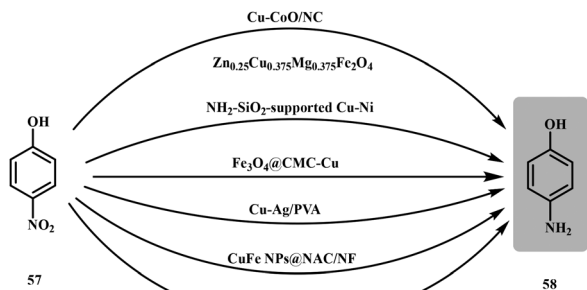 Cu-CoO/NC
Zn0.25Cu0.375Mg0.375Fe2O4
NH2-SiO2-supported Cu-Ni
Fe3O4@CMC-Cu
Cu-Ag/PVA
CuFe NPs@NAC/NF
OH
NO2
57
OH
NH2
58